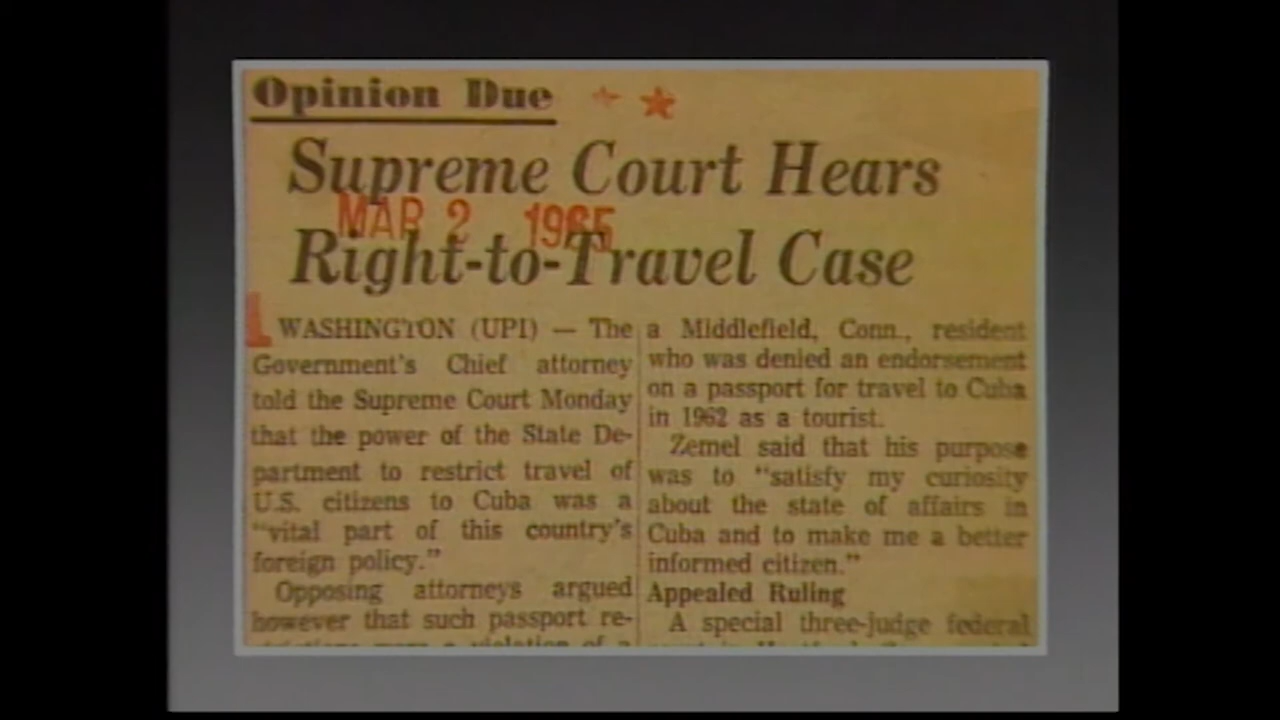 Opinion Due
Supreme Court Hears
MAR 2 1965
Right-to-Travel Case
1
WASHINGTON (UPI) — The
Government's Chief attorney
told the Supreme Court Monday
that the power of the State De-
partment to restrict travel of
U.S. citizens to Cuba was a
"vital part of this country's
foreign policy."
Opposing attorneys argued
however that such passport re-
a Middlefield, Conn., resident
who was denied an endorsement
on a passport for travel to Cuba
in 1962 as a tourist.
Zemel said that his purpose
was to "satisfy my curiosity
about the state of affairs in
Cuba and to make me a better
informed citizen."
Appealed Ruling
A special three-judge federal